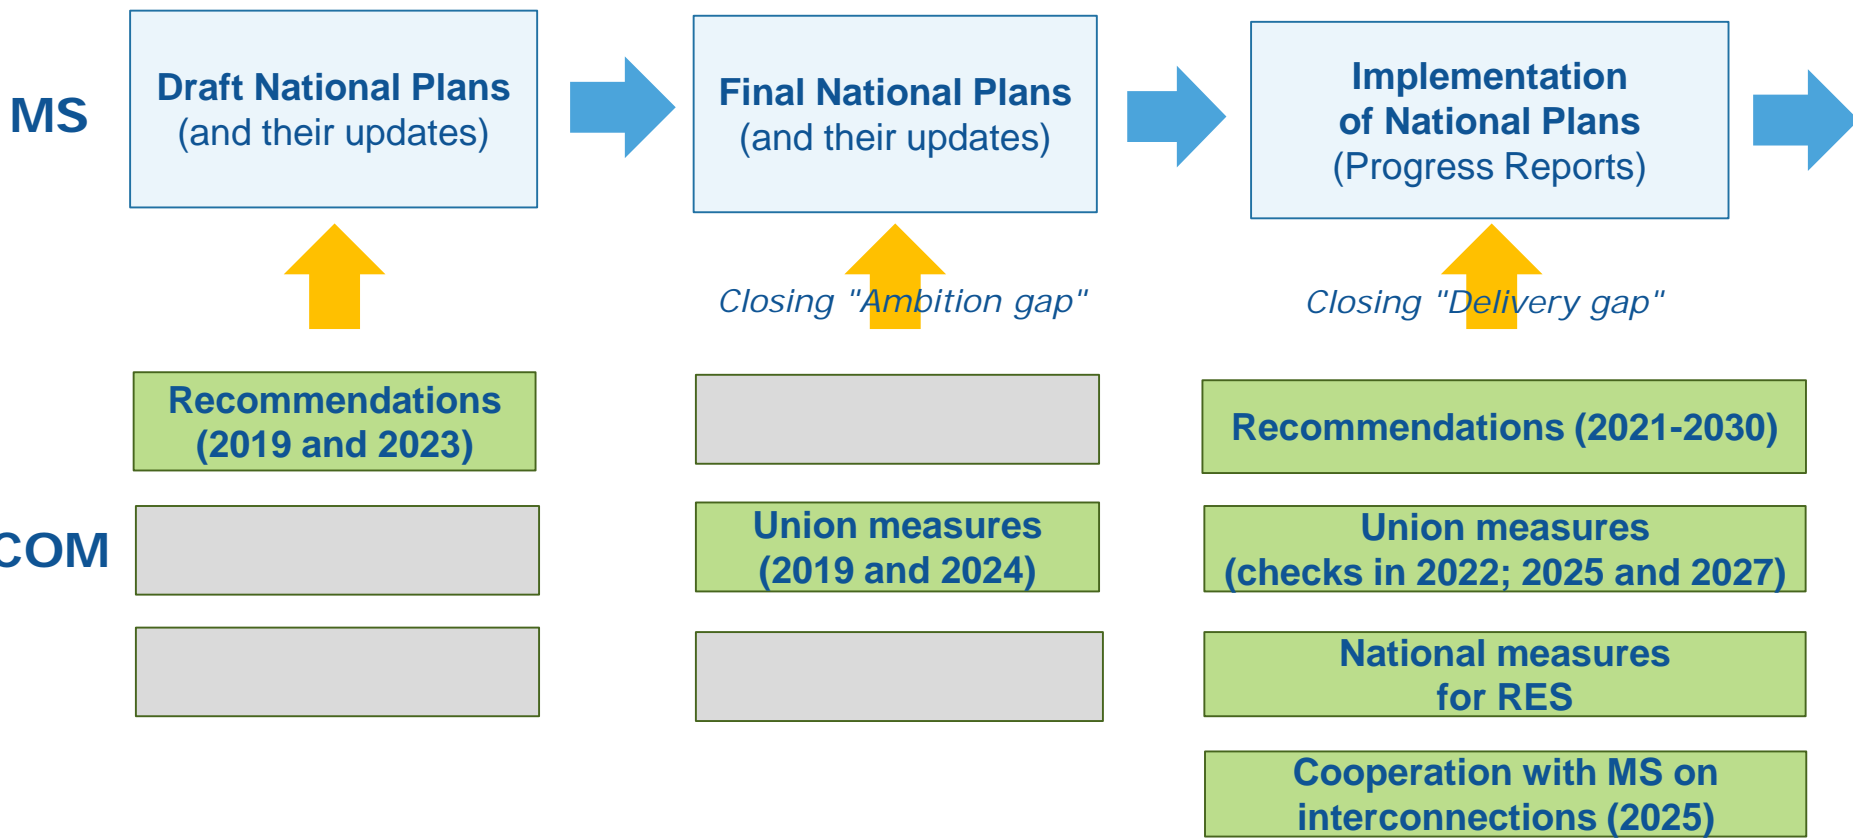 MS
Draft National Plans
(and their updates)
Final National Plans
(and their updates)
Implementation
of National Plans
(Progress Reports)
Closing "Ambition gap"
Closing "Delivery gap"
COM
Recommendations
(2019 and 2023)
Union measures
(2019 and 2024)
Recommendations (2021-2030)
Union measures
(checks in 2022; 2025 and 2027)
National measures
for RES
Cooperation with MS on
interconnections (2025)